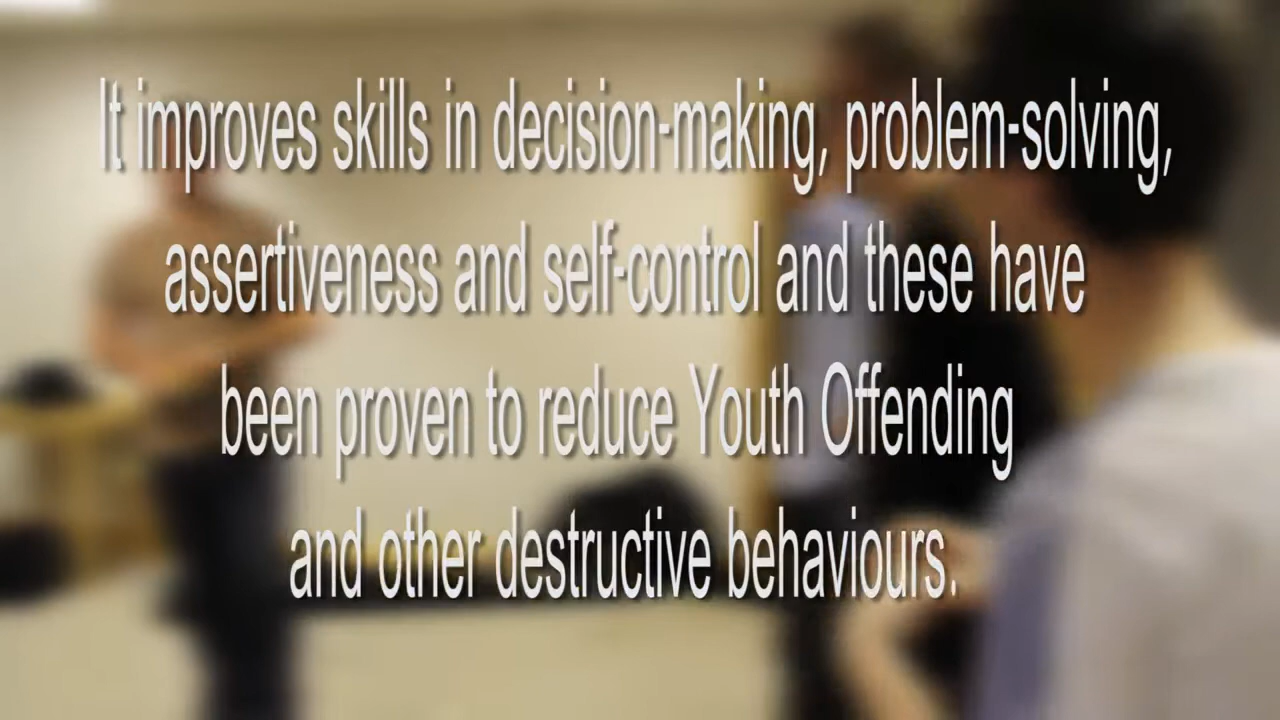 It improves skills in decision-making, problem-solving,
assertiveness and self-control and these have
been proven to reduce Youth Offending
and other destructive behaviours.